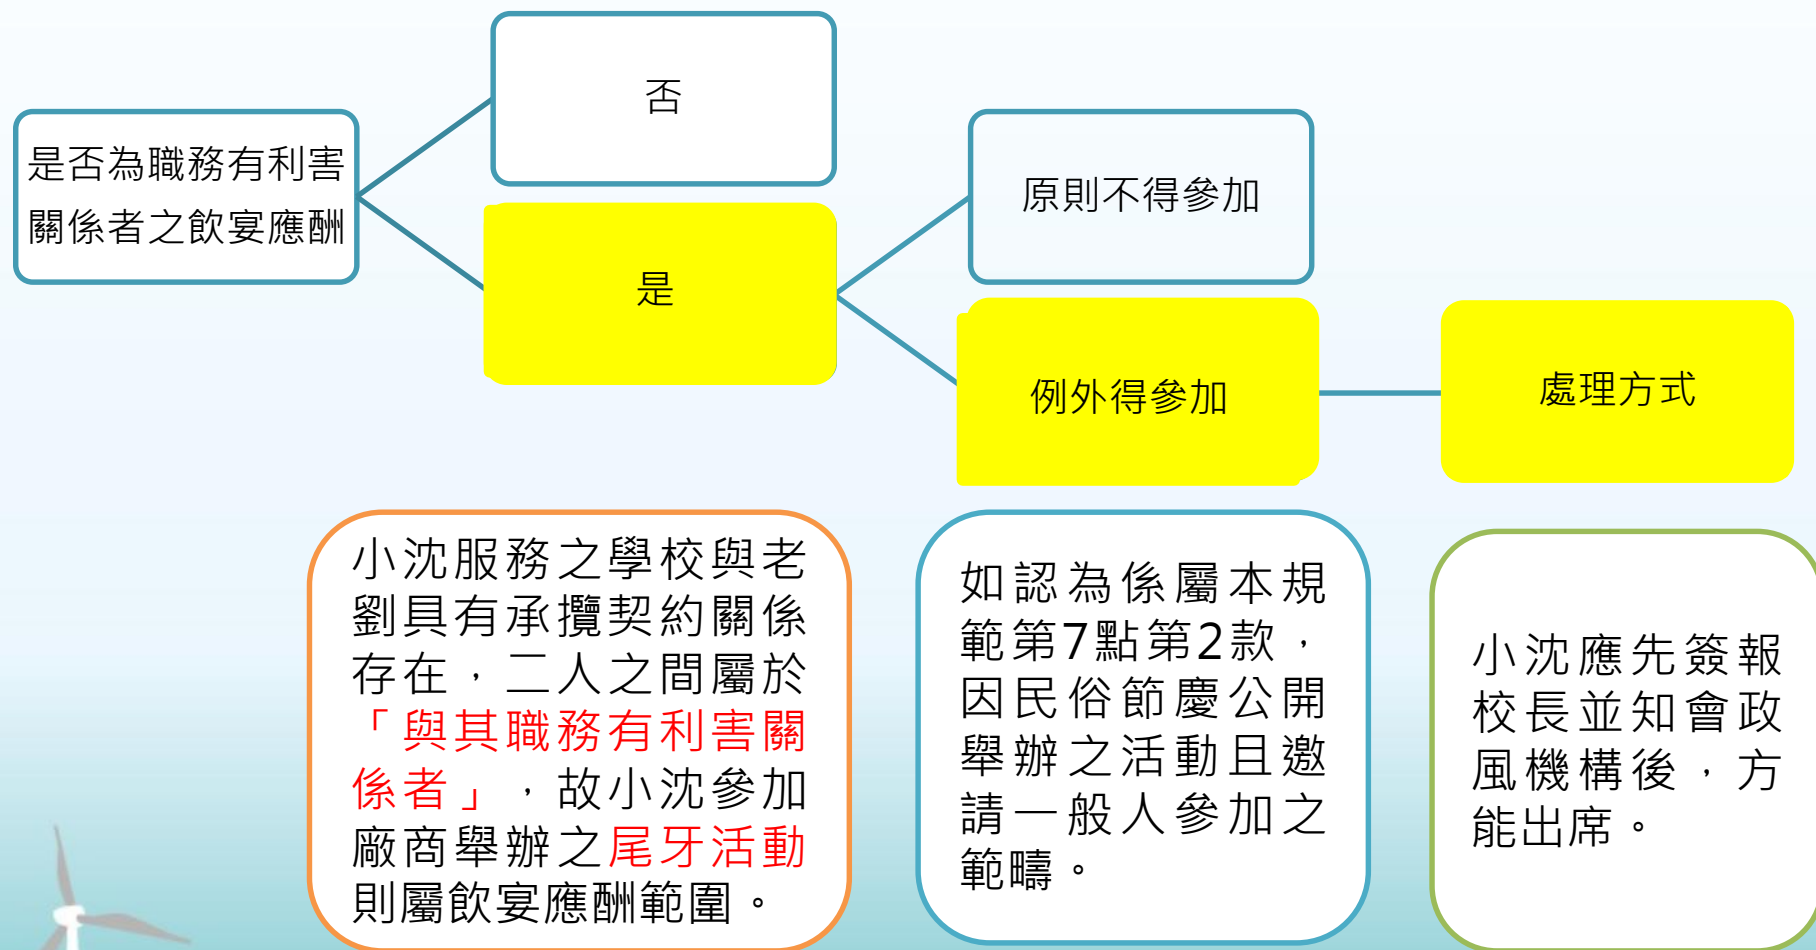 否
是否為職務有利害
關係者之飲宴應酬
原則不得參加
是
例外得參加
處理方式
小沈服務之學校與老
劉具有承攬契約關係
存在，二人之間屬於
「與其職務有利害關
係者」，故小沈參加
廠商舉辦之尾牙活動
則屬飲宴應酬範圍。
如認為係屬本規
範第7點第2款，
因民俗節慶公開
舉辦之活動且邀
請一般人參加之
範疇。
小沈應先簽報
校長並知會政
風機構後，方
能出席。